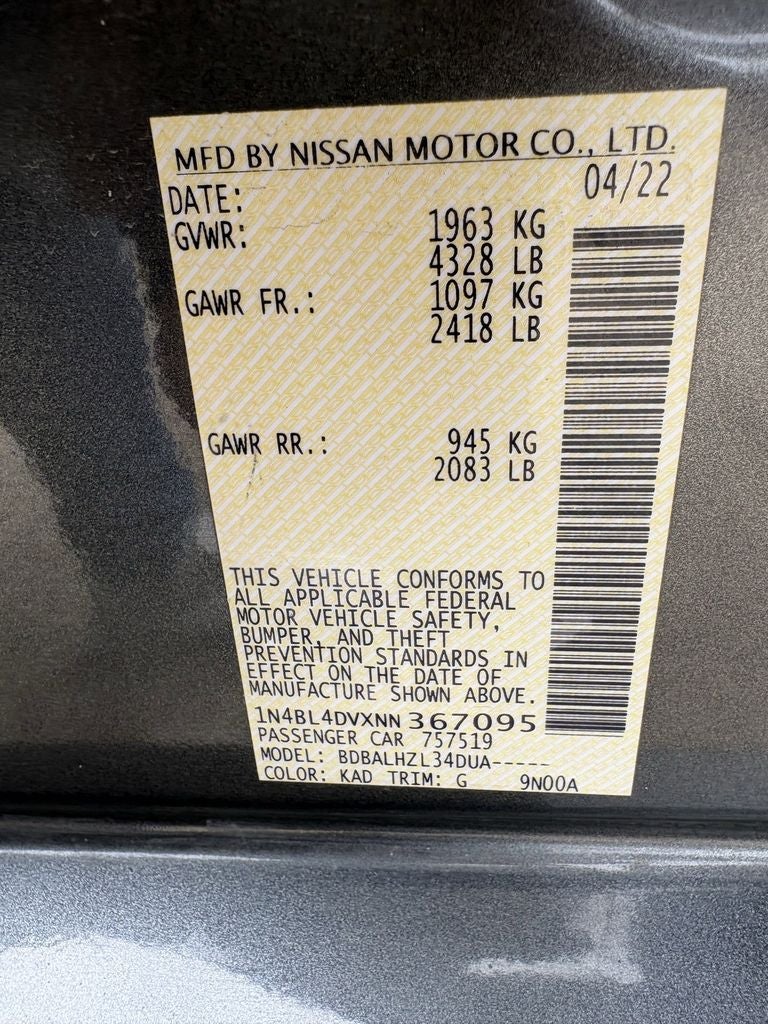 MFD BY NISSAN MOTOR CO., LTD.
DATE: 04/22
GVWR: 1963 KG
4328 LB
GAWR FR.: 1097 KG
2418 LB
GAWR RR.: 945 KG
2083 LB
THIS VEHICLE CONFORMS TO
ALL APPLICABLE FEDERAL
MOTOR VEHICLE SAFETY,
BUMPER, AND THEFT
PREVENTION STANDARDS IN
EFFECT ON THE DATE OF
MANUFACTURE SHOWN ABOVE.
1N4BL4DVXNN367095
PASSENGER CAR 757519
MODEL: BDBALHZL34DUA-----
COLOR: KAD TRIM: G 9N00A